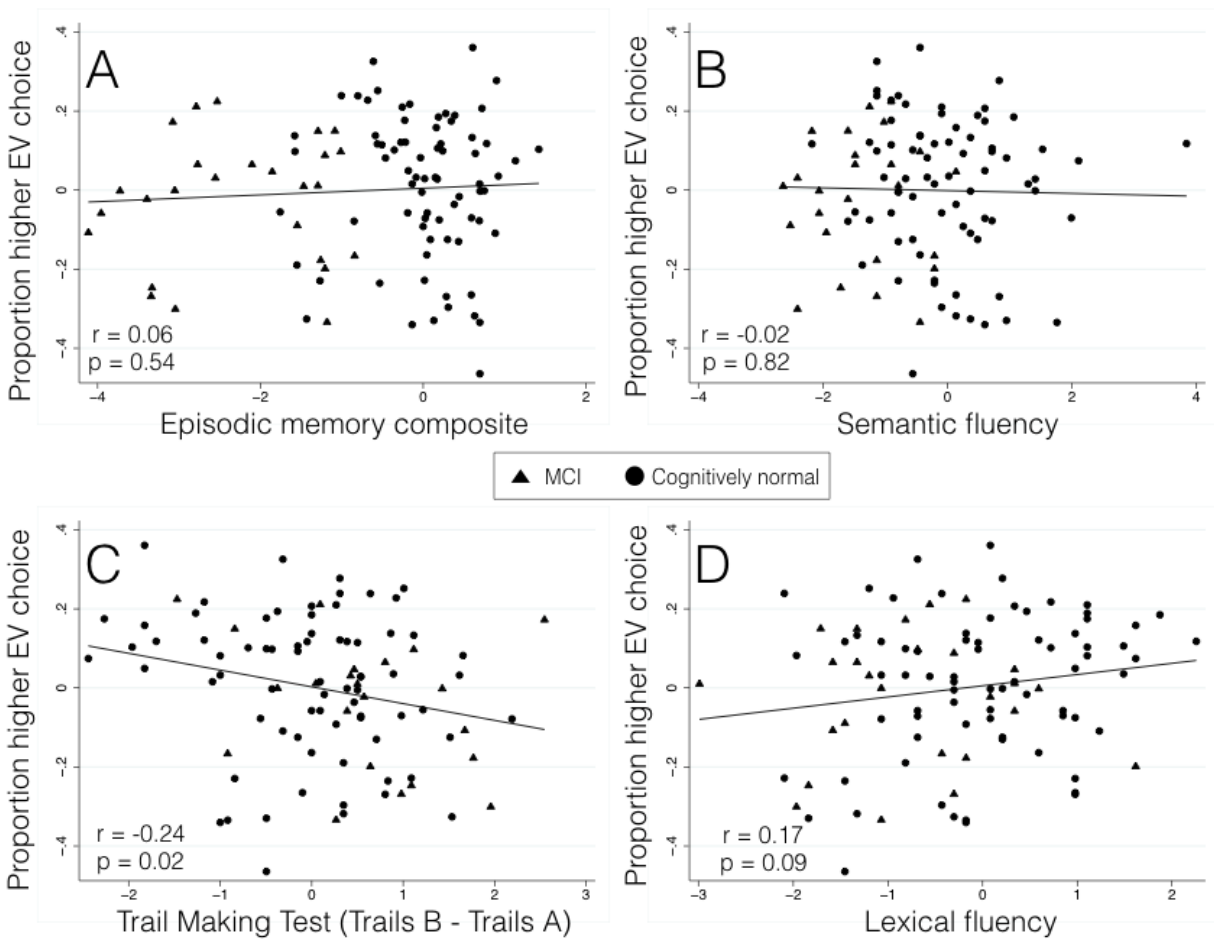 A
Proportion higher EV choice
.4
.2
0
-.2
-.4
r = 0.06
p = 0.54
-4 -2 0 2
Episodic memory composite
B
Proportion higher EV choice
.4
.2
0
-.2
-.4
r = -0.02
p = 0.82
-4 -2 0 2 4
Semantic fluency
MCI Cognitively normal
C
Proportion higher EV choice
.4
.2
0
-.2
-.4
r = -0.24
p = 0.02
-2 -1 0 1 2 3
Trail Making Test (Trails B - Trails A)
D
Proportion higher EV choice
.4
.2
0
-.2
-.4
r = 0.17
p = 0.09
-3 -2 -1 0 1 2
Lexical fluency